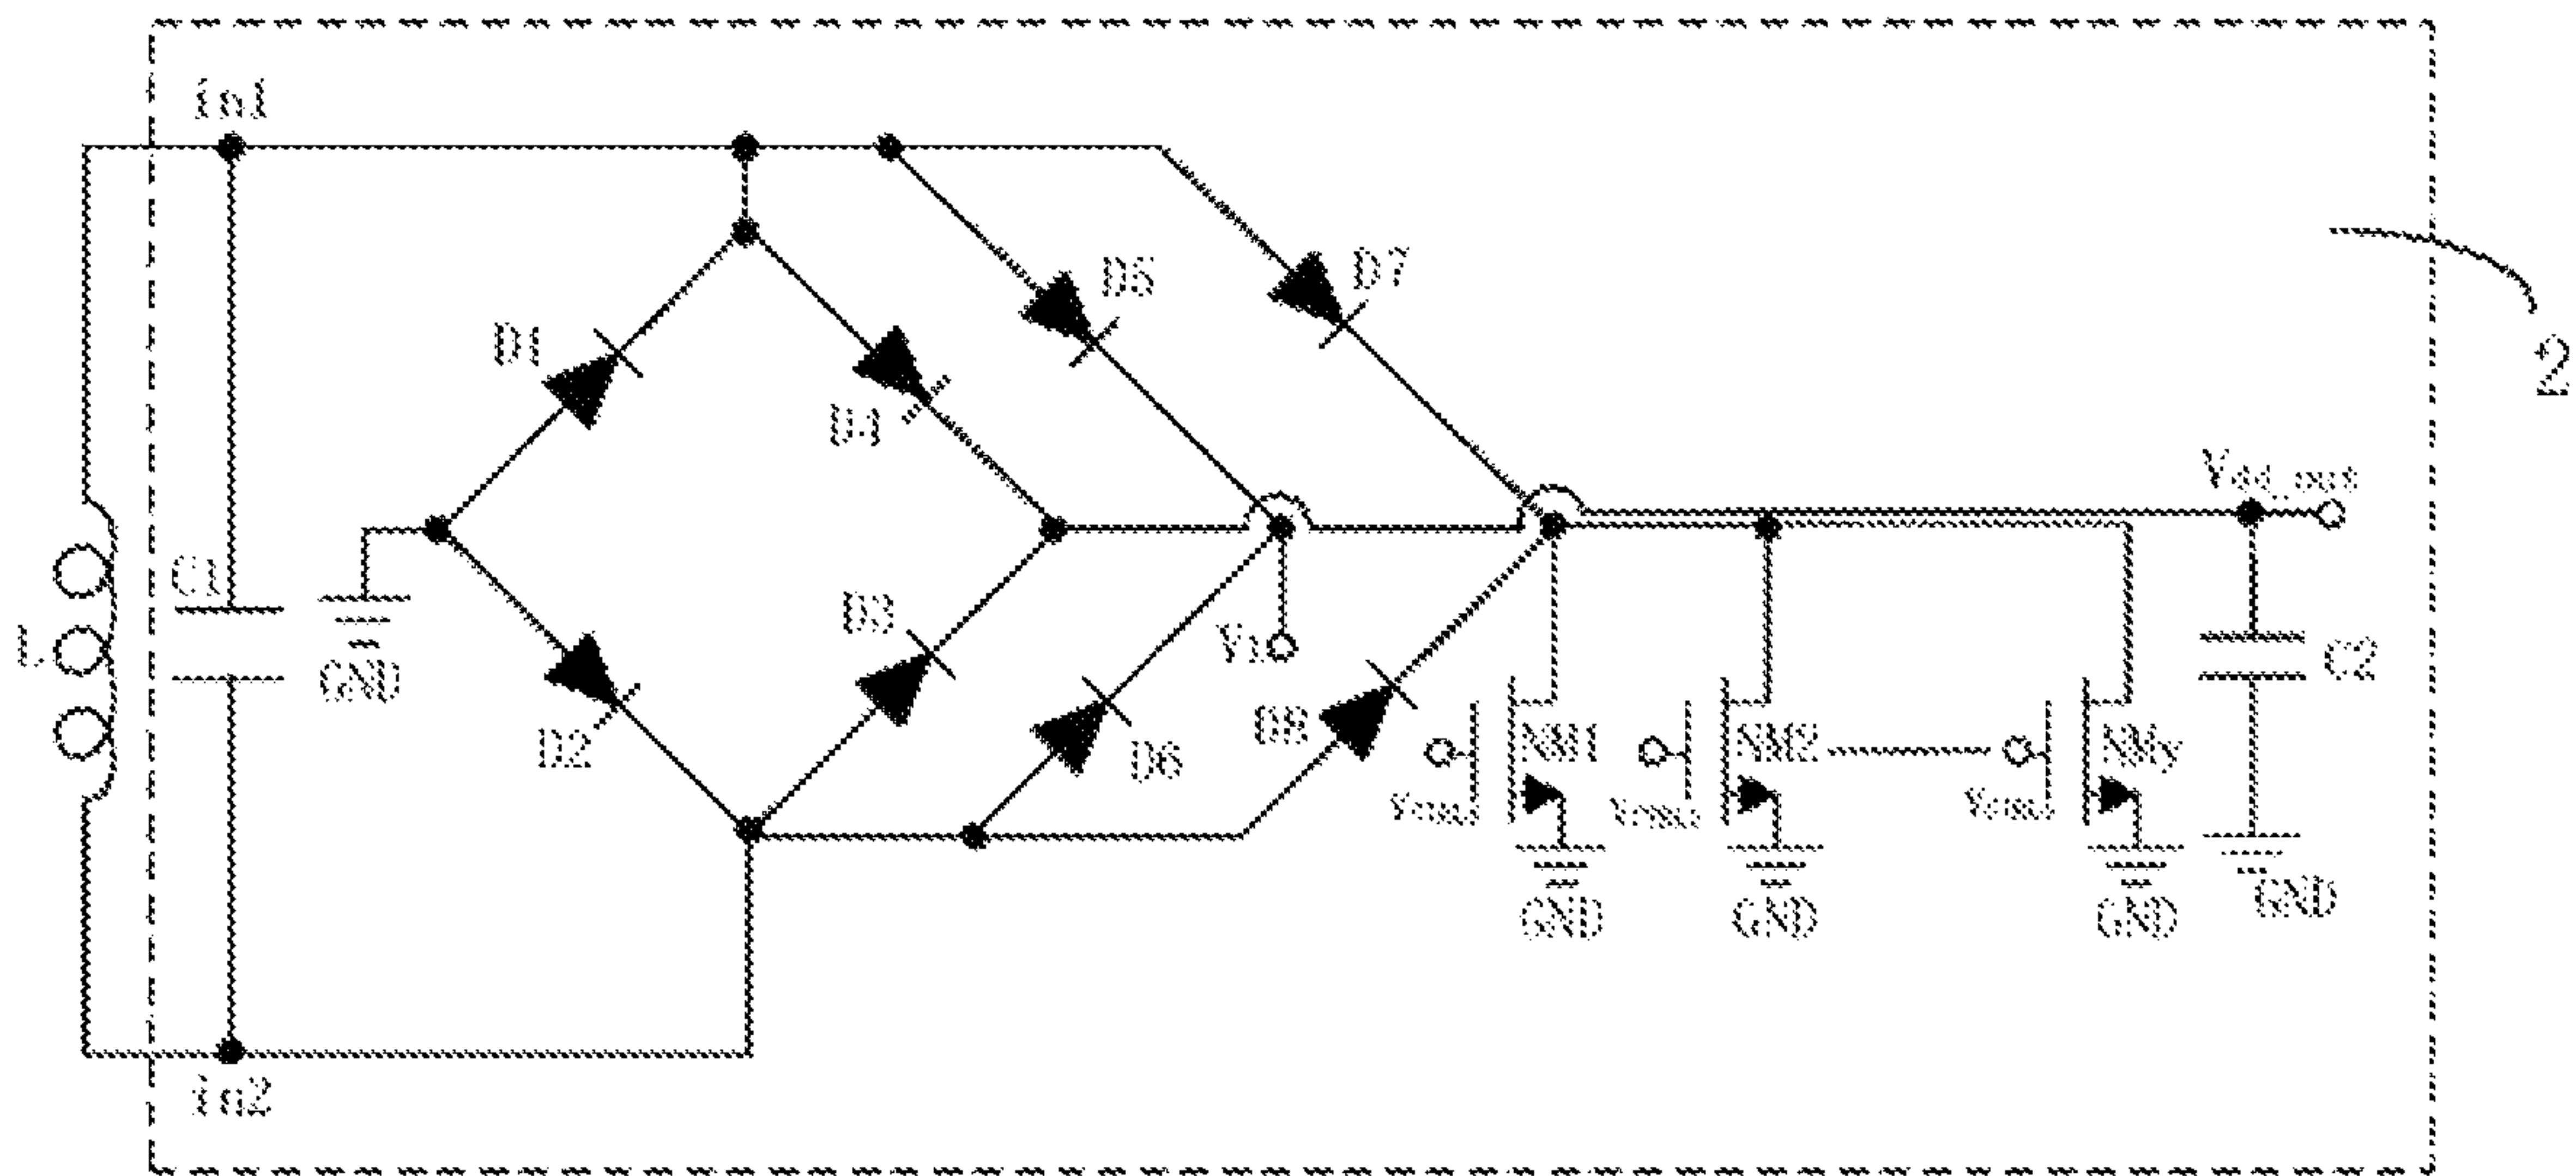 in1
D5
D7
D1
2
D4
Vdd_out
C1
D3
L
GND
V1
C2
D8
NM1
NM2
NMy
D2
D6
GND
GND
GND
GND
in2